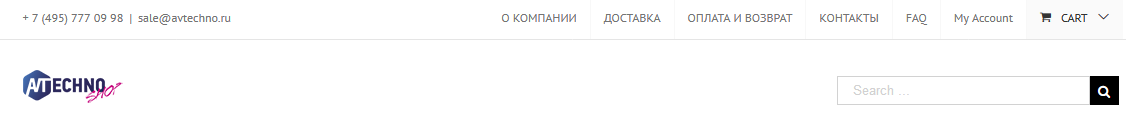 + 7 (495) 777 09 98 | sale@avtechno.ru О КОМПАНИИ ДОСТАВКА ОПЛАТА И ВОЗВРАТ КОНТАКТЫ FAQ My Account CART
AVTECHNO
SHOP
Search ...